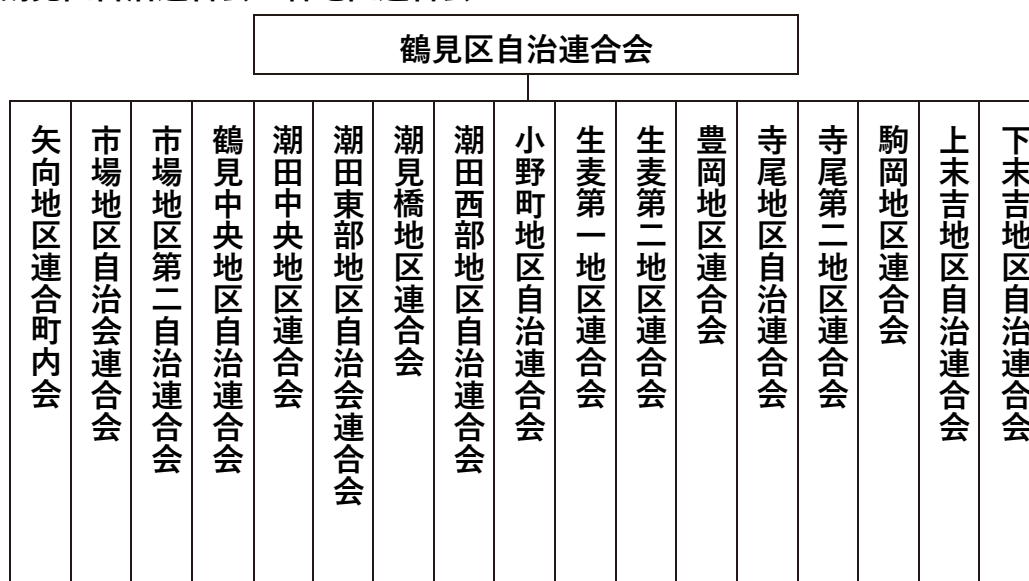 鶴見区自治連合会
矢向地区連合町内会
市場地区自治会連合会
市場地区第二自治連合会
鶴見中央地区自治連合会
潮田中央地区連合会
潮田東部地区自治会連合会
潮見橋地区連合会
潮田西部地区自治連合会
小野町地区自治連合会
生麦第一地区連合会
生麦第二地区連合会
豊岡地区連合会
寺尾地区自治連合会
寺尾第二地区連合会
駒岡地区連合会
上末吉地区自治連合会
下末吉地区自治連合会